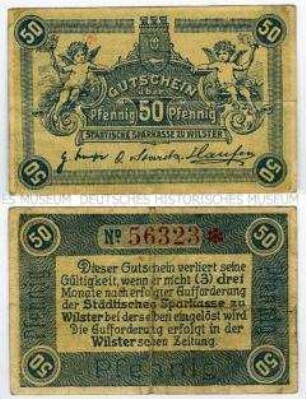 50 50
GUTSCHEIN
über
Pfennig 50 Pfennig
STÄDTISCHE SPARKASSE ZU WILSTER
50 50
MUSEUM DEUTSCHES HISTORISCHES MUSEUM
50 50
Nº 56323
Dieser Gutschein verliert seine
Gültigkeit, wenn er nicht (3) drei
Monate nach erfolgter Aufforderung
der Städtischen Sparkasse zu
Wilster bei derselben eingelöst wird
Die Aufforderung erfolgt in der
Wilsterschen Zeitung.
50 Pfennig 50